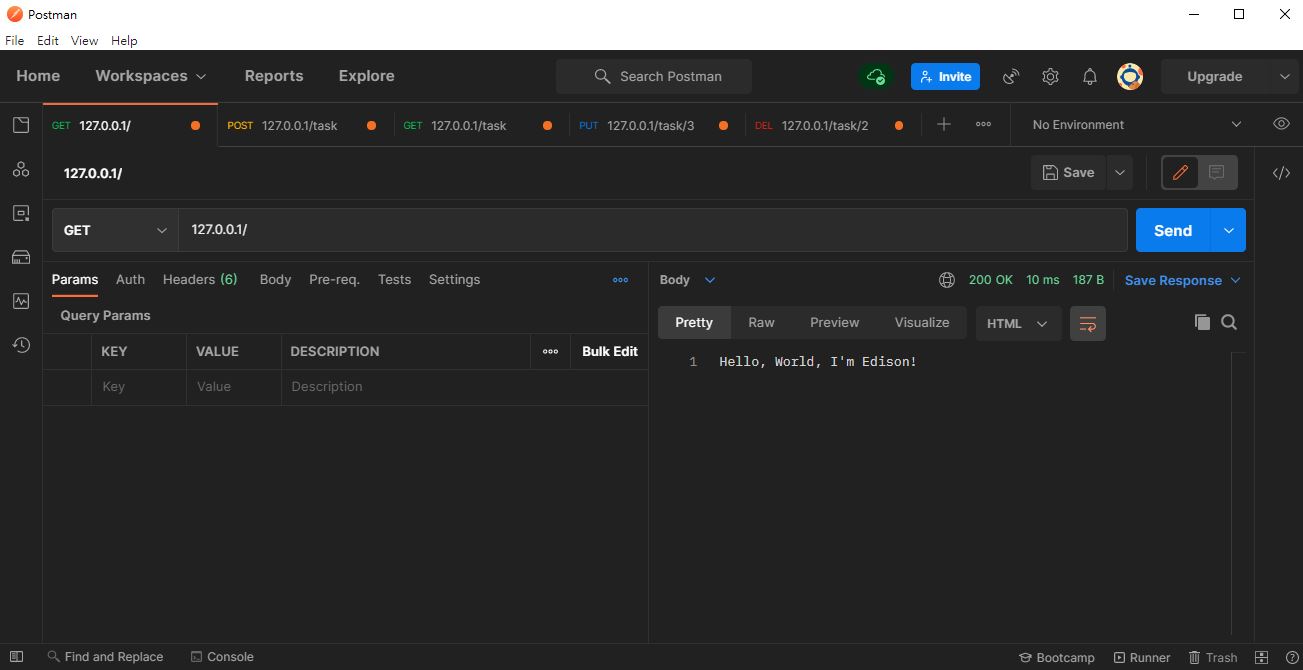 Postman
File Edit View Help
Home Workspaces Reports Explore Search Postman Invite Upgrade
GET 127.0.0.1/ POST 127.0.0.1/task GET 127.0.0.1/task PUT 127.0.0.1/task/3 DEL 127.0.0.1/task/2 No Environment
127.0.0.1/ Save
GET 127.0.0.1/ Send
Params Auth Headers (6) Body Pre-req. Tests Settings
Body 200 OK 10 ms 187 B Save Response
Query Params
Pretty Raw Preview Visualize HTML
KEY VALUE DESCRIPTION Bulk Edit
Key Value Description
1 Hello, World, I'm Edison!
Find and Replace Console Bootcamp Runner Trash